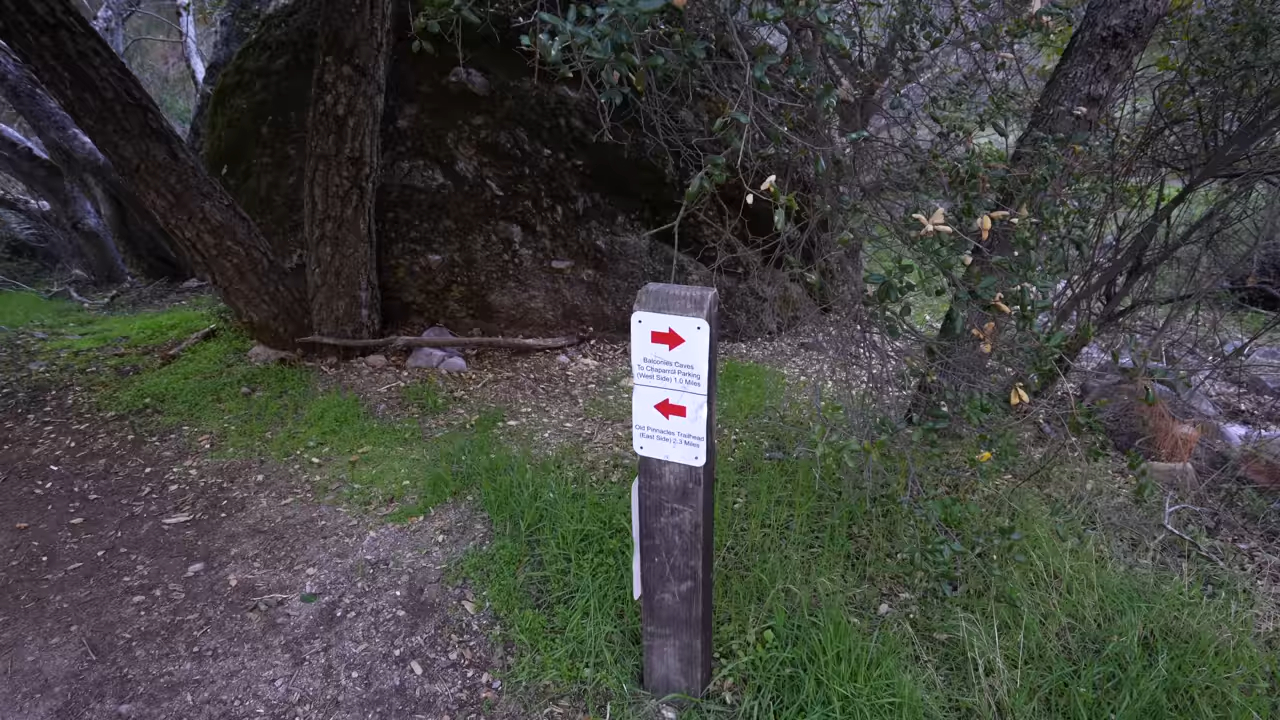 Balconies Caves
To Chaparral Parking
(West Side) 1.0 Miles
Old Pinnacles Trailhead
(East Side) 2.3 Miles